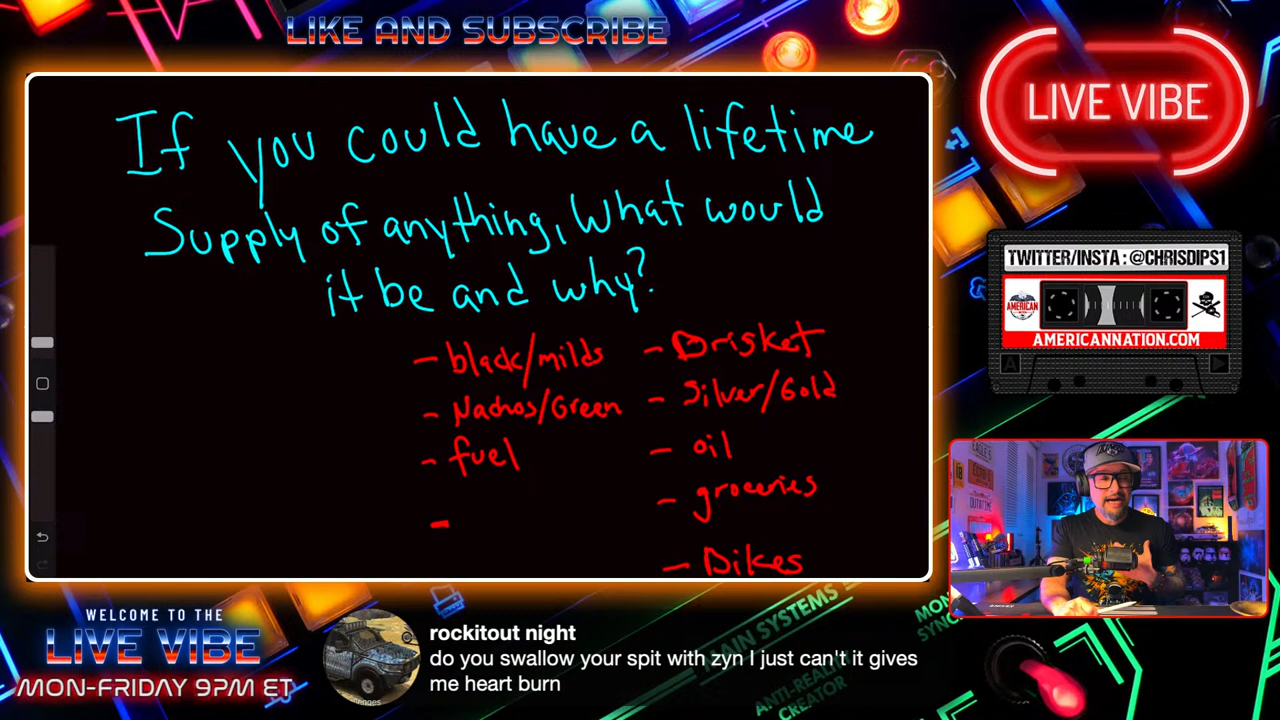 LIKE AND SUBSCRIBE
LIVE VIBE
If you could have a lifetime
Supply of anything, What would
it be and why?
- black/milds
- Nachos/Green
- fuel
-
- Brisket
- Silver/Gold
- oil
- groceries
- Bikes
TWITTER/INSTA : @CHRISDIPS1
AMERICAN
AMERICANNATION.COM
A
WELCOME TO THE
LIVE VIBE
MON-FRIDAY 9PM ET
rockitout night
do you swallow your spit with zyn I just can't it gives
me heart burn
MAIN SYSTEMS